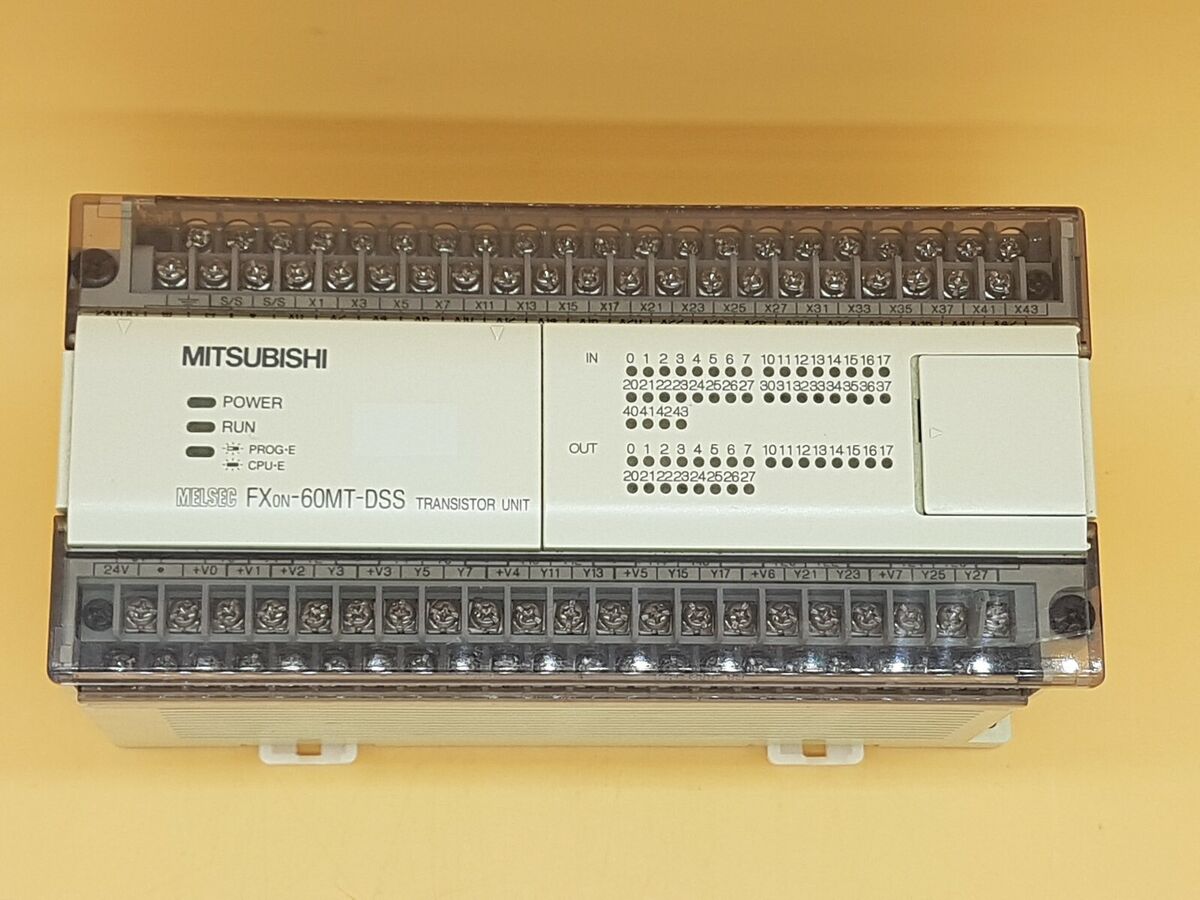 S/S S/S X1 X3 X5 X7 X11 X13 X15 X17 X21 X23 X25 X27 X31 X33 X35 X37 X41 X43
MITSUBISHI
POWER
RUN
PROG-E
CPU-E
MELSEC FX0N-60MT-DSS TRANSISTOR UNIT
IN 0 1 2 3 4 5 6 7 10 11 12 13 14 15 16 17
20 21 22 23 24 25 26 27 30 31 32 33 34 35 36 37
40 41 42 43
OUT 0 1 2 3 4 5 6 7 10 11 12 13 14 15 16 17
20 21 22 23 24 25 26 27
24V • +V0 +V1 +V2 Y3 +V3 Y5 Y7 +V4 Y11 Y13 +V5 Y15 Y17 +V6 Y21 Y23 +V7 Y25 Y27